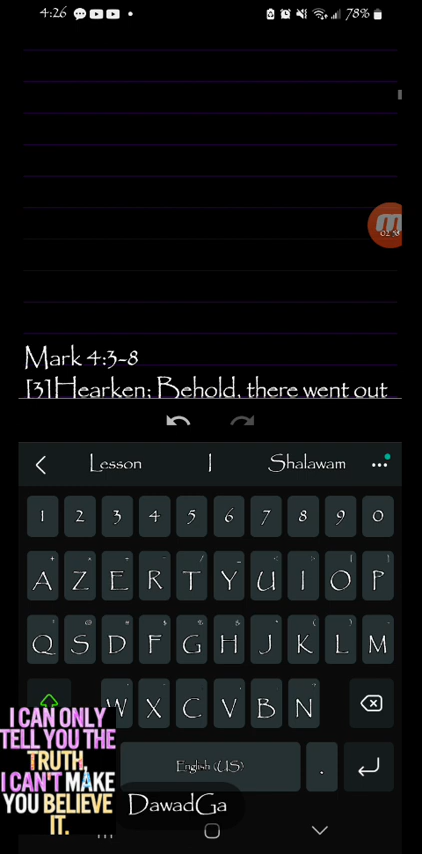 4:26
78%
02:58
Mark 4:3-8
[3]Hearken; Behold, there went out
Lesson I Shalawam
1 2 3 4 5 6 7 8 9 0
A Z E R T Y U I O P
Q S D F G H J K L M
W X C V B N
English (US) .
I CAN ONLY
TELL YOU THE
TRUTH,
I CAN'T MAKE
YOU BELIEVE
IT.
DawadGa